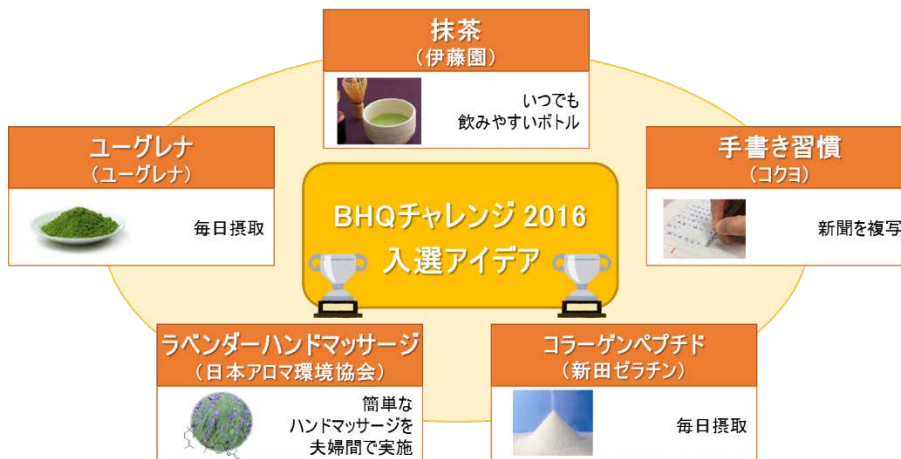 抹茶
(伊藤園)
いつでも
飲みやすいボトル
ユーグレナ
(ユーグレナ)
毎日摂取
手書き習慣
(コクヨ)
新聞を複写
BHQチャレンジ 2016
入選アイデア
ラベンダーハンドマッサージ
(日本アロマ環境協会)
簡単な
ハンドマッサージを
夫婦間で実施
コラーゲンペプチド
(新田ゼラチン)
毎日摂取